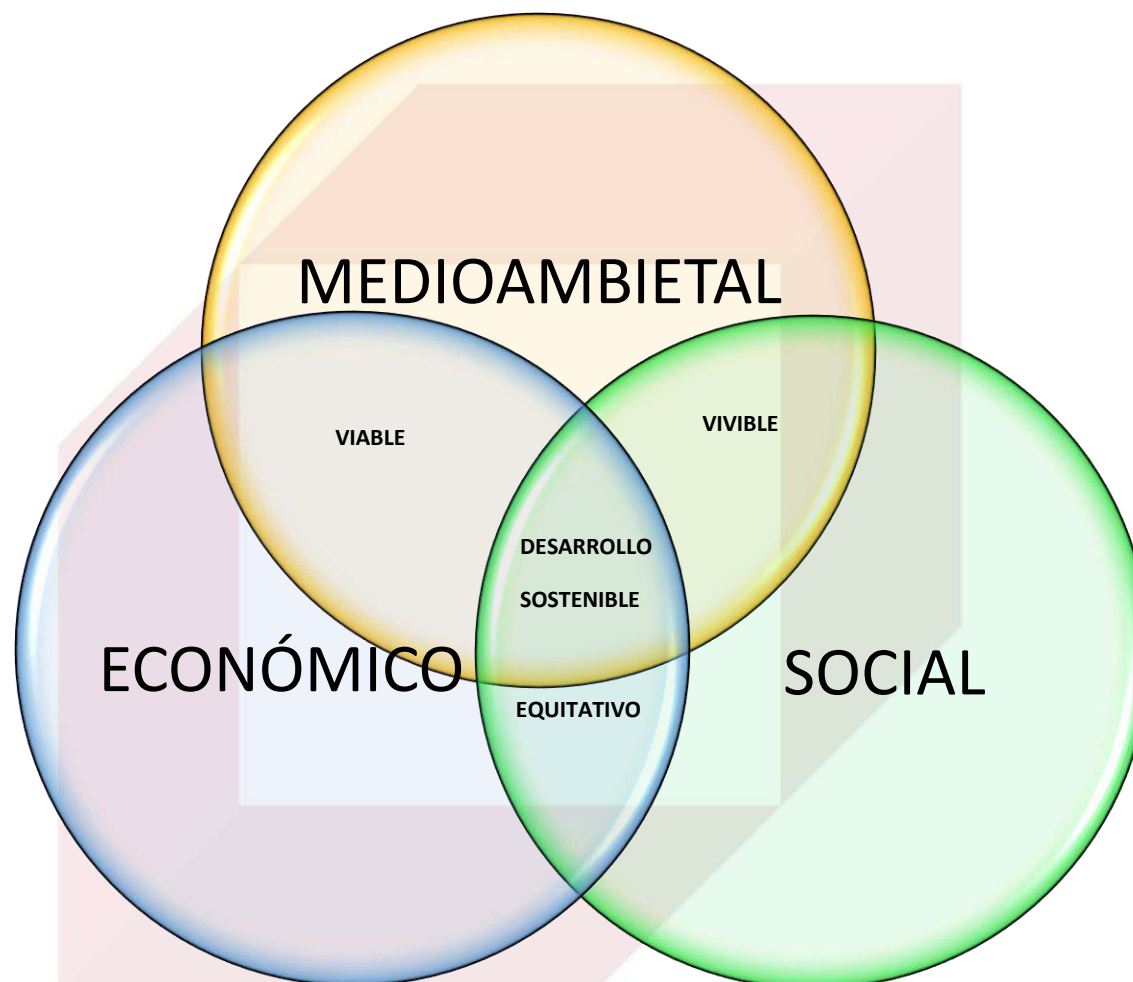 MEDIOAMBIETAL
VIABLE
VIVIBLE
DESARROLLO
SOSTENIBLE
ECONÓMICO
SOCIAL
EQUITATIVO